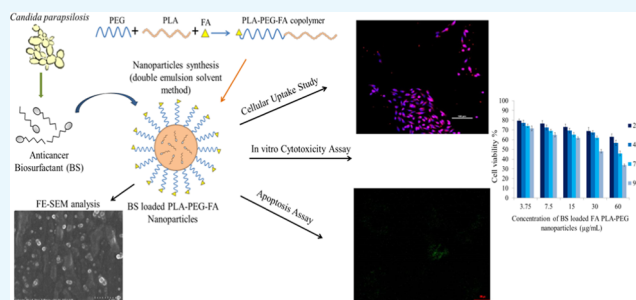 Candida parapsilosis
PEG + PLA + FA PLA-PEG-FA copolymer
Nanoparticles synthesis
(double emulsion solvent
method)
Cellular Uptake Study
Anticancer
Biosurfactant (BS)
In vitro Cytotoxicity Assay
BS loaded PLA-PEG-FA
Nanoparticles
FE-SEM analysis
Apoptosis Assay
Cell viability %
100
90
80
70
60
50
40
30
20
10
0
3.75 7.5 15 30 60
Concentration of BS loaded FA PLA-PEG
nanoparticles (µg/mL)
2
4
7
9